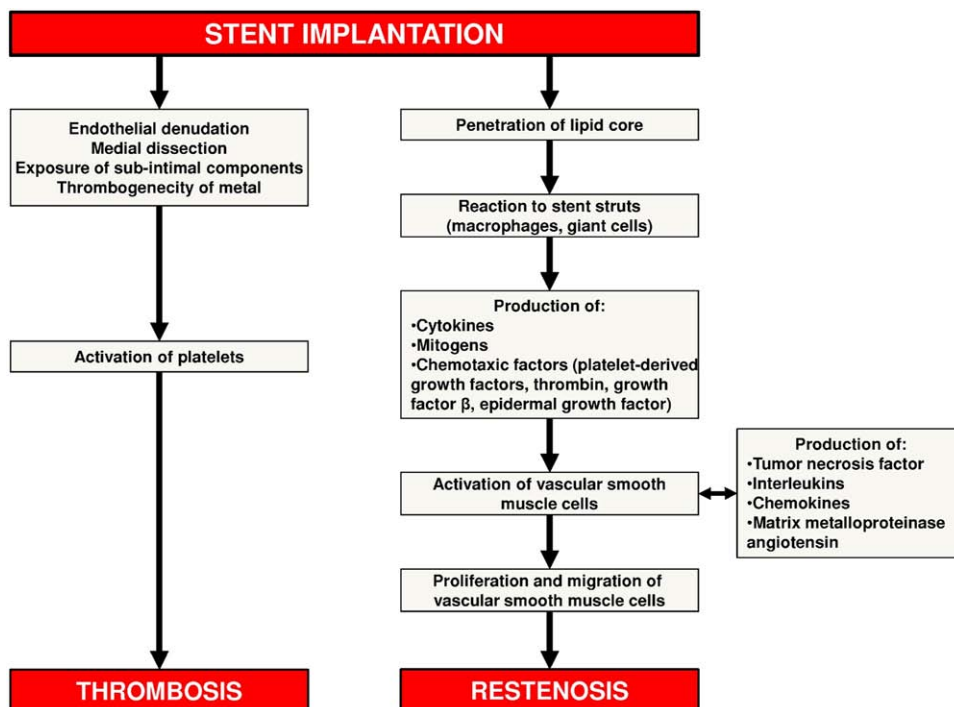 STENT IMPLANTATION
Endothelial denudation
Medial dissection
Exposure of sub-intimal components
Thrombogenecity of metal
Activation of platelets
THROMBOSIS
Penetration of lipid core
Reaction to stent struts
(macrophages, giant cells)
Production of:
•Cytokines
•Mitogens
•Chemotaxic factors (platelet-derived
growth factors, thrombin, growth
factor β, epidermal growth factor)
Activation of vascular smooth
muscle cells
Production of:
•Tumor necrosis factor
•Interleukins
•Chemokines
•Matrix metalloproteinase
angiotensin
Proliferation and migration of
vascular smooth muscle cells
RESTENOSIS